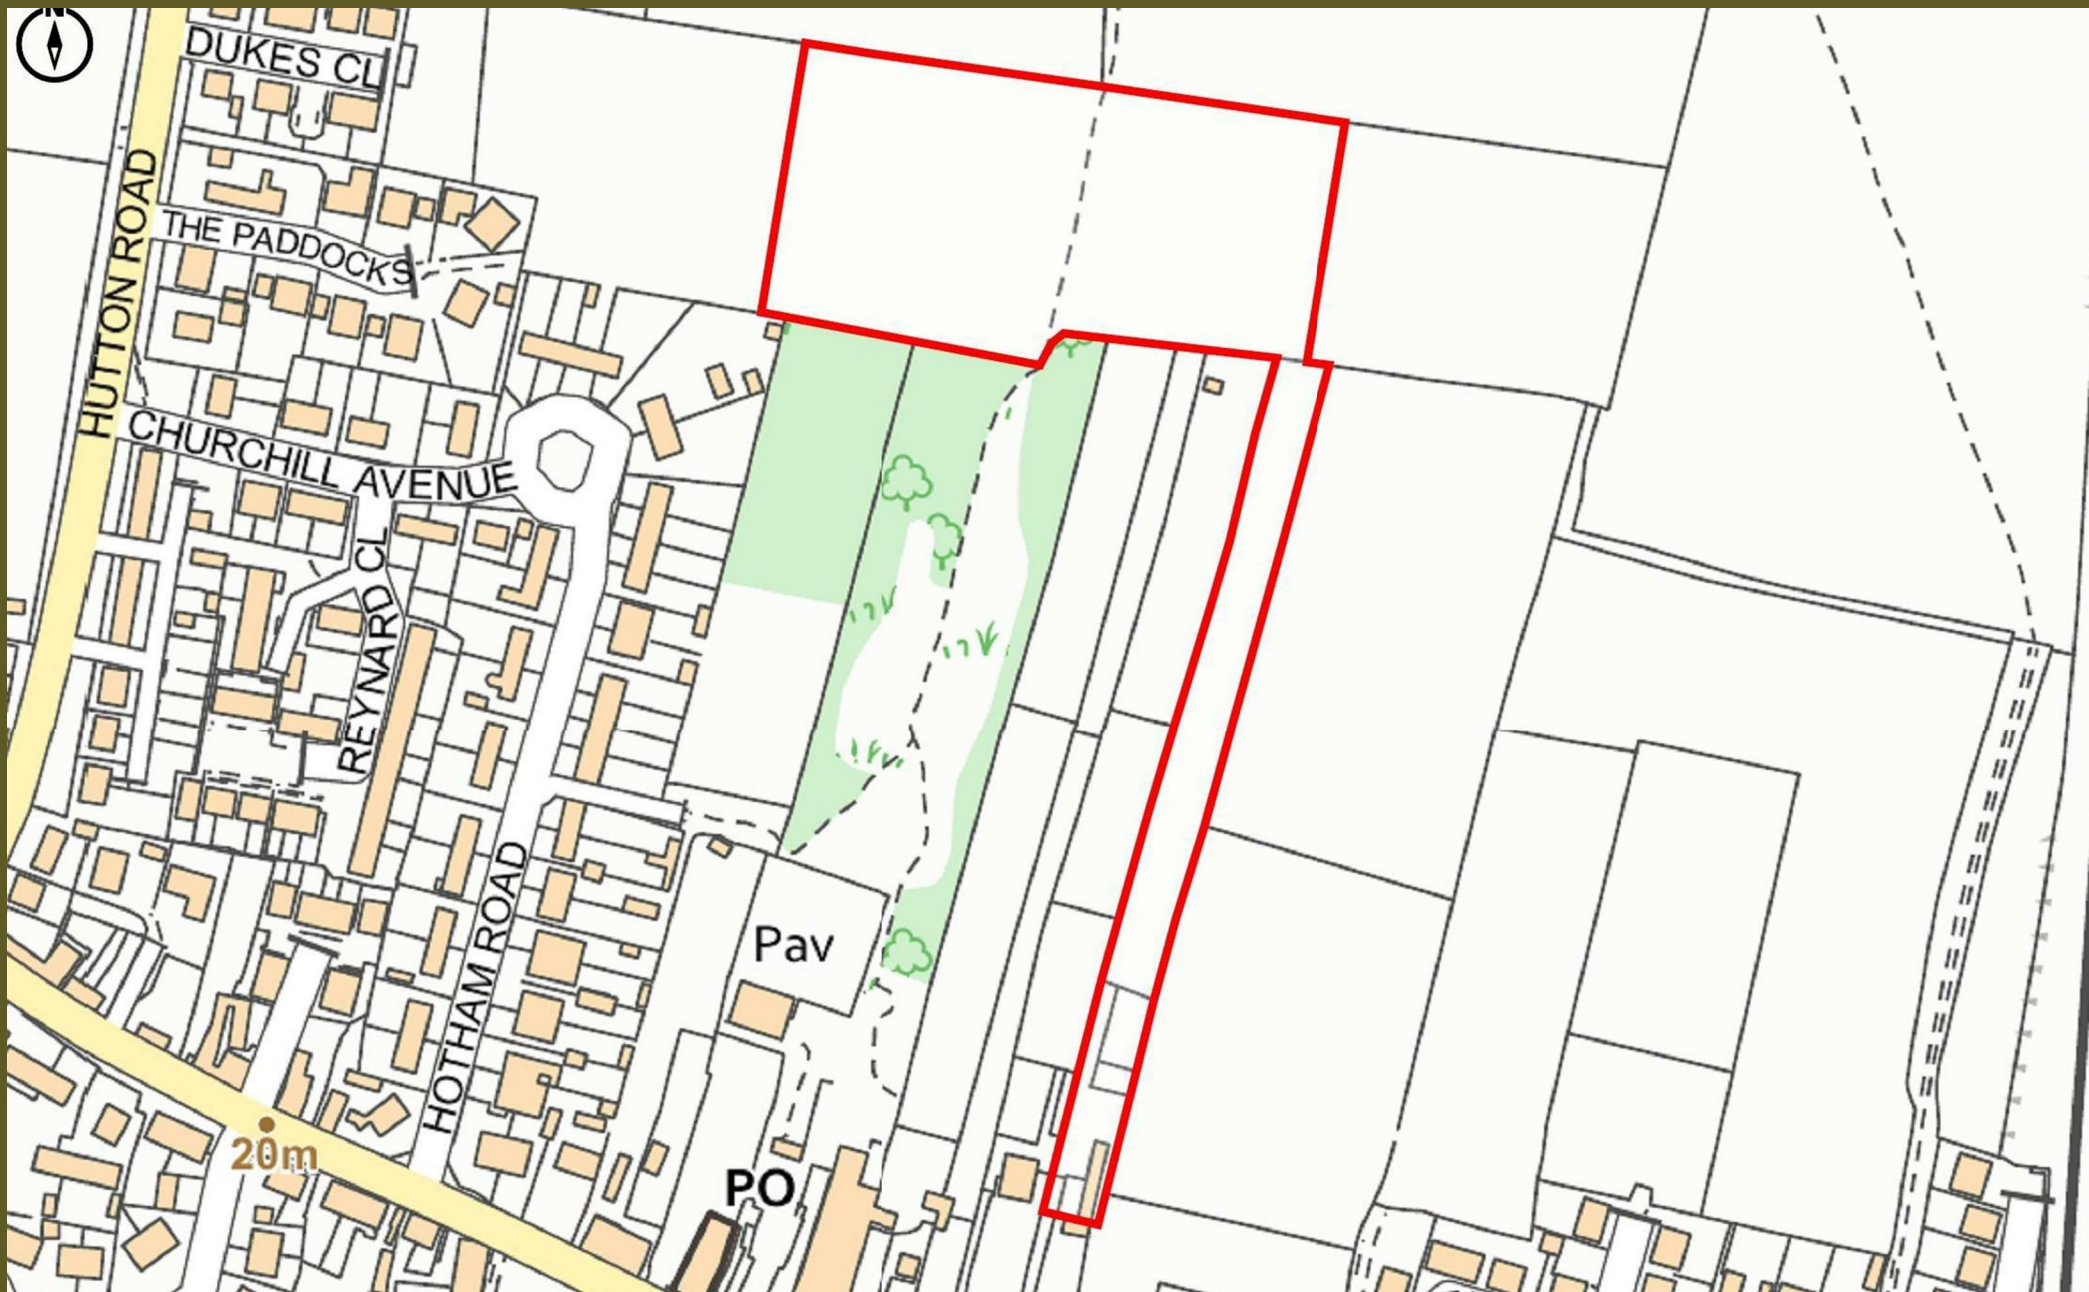 N
DUKES CL
HUTTON ROAD
THE PADDOCKS
CHURCHILL AVENUE
REYNARD CL
HOTHAM ROAD
Pav
20m
PO